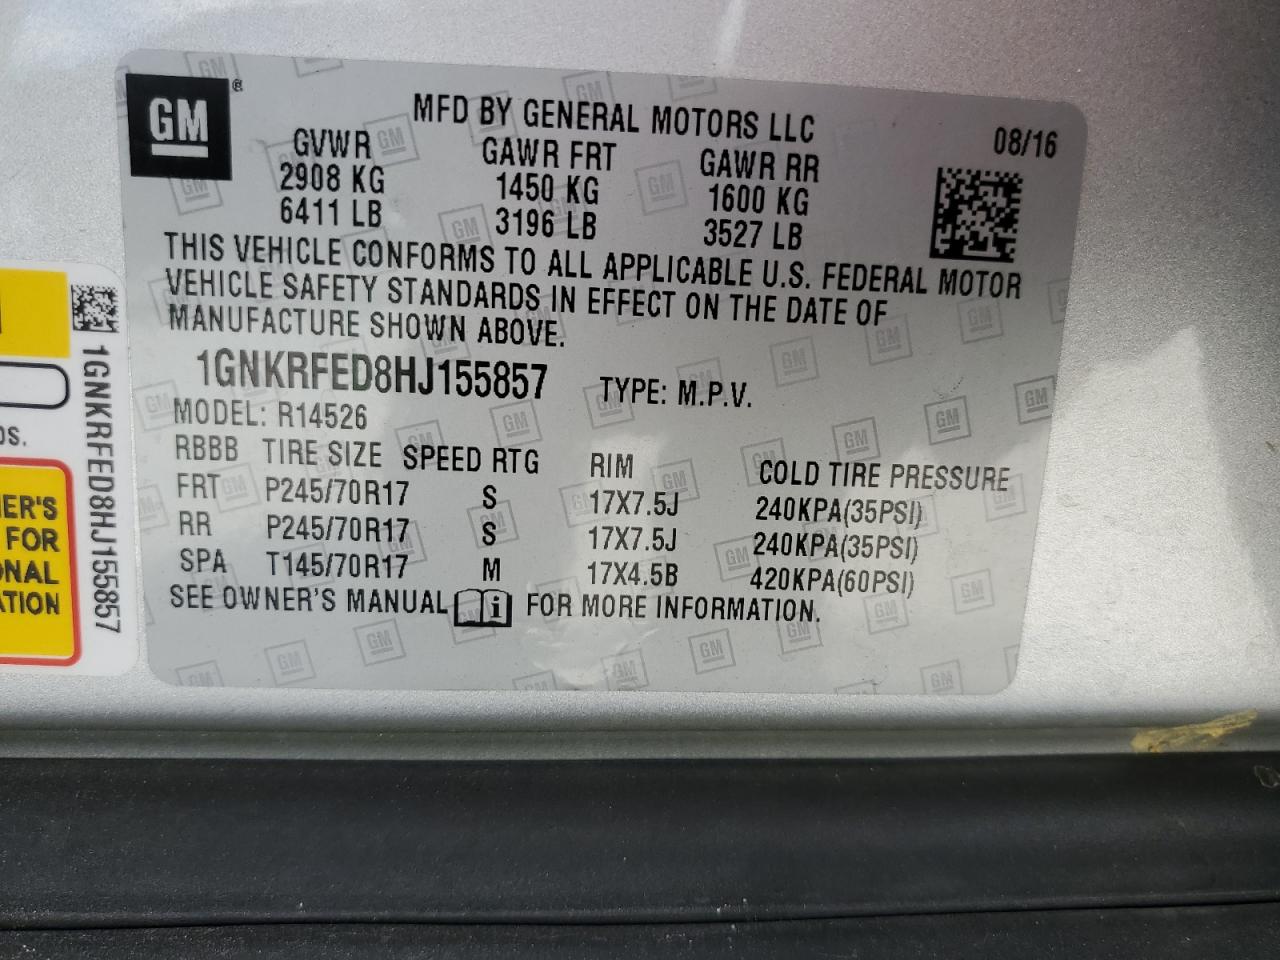 GM ®
MFD BY GENERAL MOTORS LLC
08/16
GVWR GAWR FRT GAWR RR
2908 KG 1450 KG 1600 KG
6411 LB 3196 LB 3527 LB
THIS VEHICLE CONFORMS TO ALL APPLICABLE U.S. FEDERAL MOTOR
VEHICLE SAFETY STANDARDS IN EFFECT ON THE DATE OF
MANUFACTURE SHOWN ABOVE.
1GNKRFED8HJ155857 TYPE: M.P.V.
MODEL: R14526
RBBB TIRE SIZE SPEED RTG RIM COLD TIRE PRESSURE
FRT P245/70R17 S 17X7.5J 240KPA(35PSI)
RR P245/70R17 S 17X7.5J 240KPA(35PSI)
SPA T145/70R17 M 17X4.5B 420KPA(60PSI)
SEE OWNER'S MANUAL i FOR MORE INFORMATION.
1GNKRFED8HJ155857
FOR